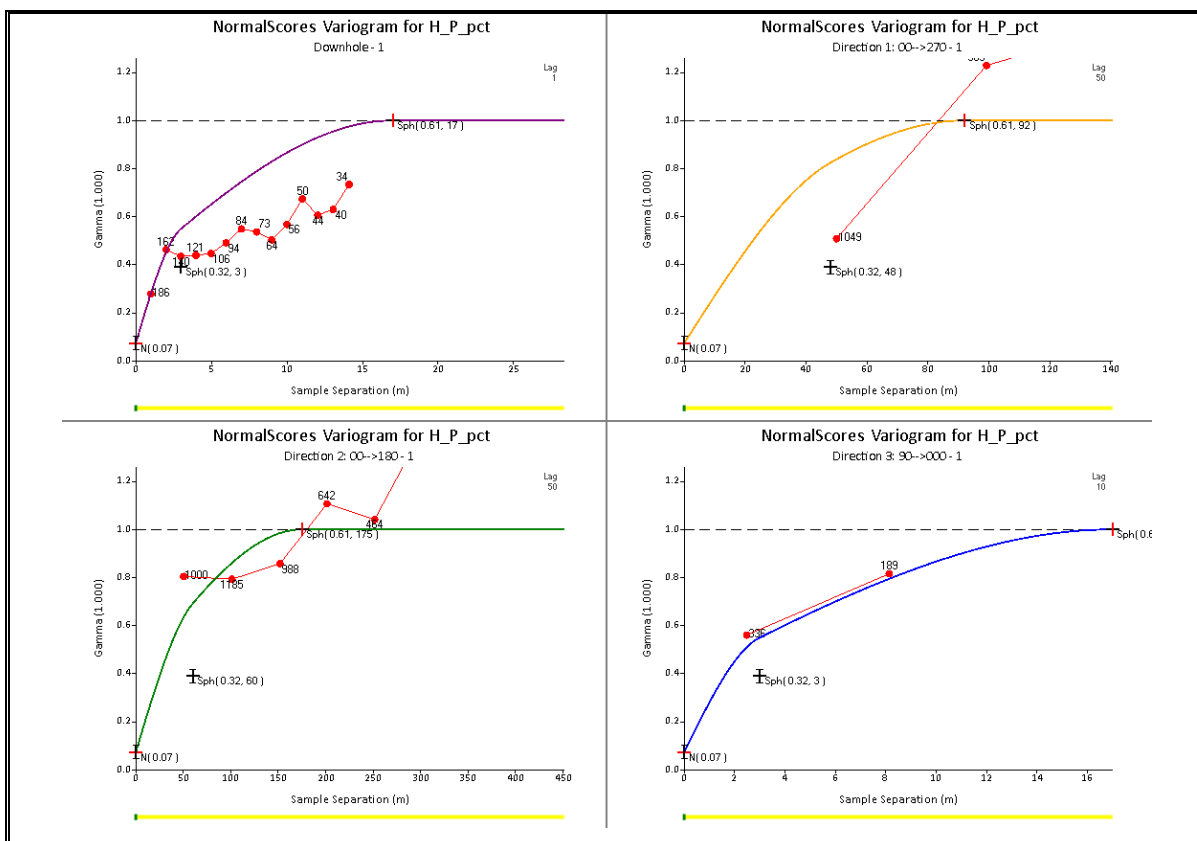 NormalScores Variogram for H_P_pct
Downhole - 1
Lag
1
1.2
1.0
0.8
0.6
0.4
0.2
0.0
Gamma (1.000)
Sph( 0.61, 17 )
162
140
121
106
94
84
73
64
56
50
44
40
34
186
Sph( 0.32, 3 )
N( 0.07 )
0 5 10 15 20 25
Sample Separation (m)
NormalScores Variogram for H_P_pct
Direction 1: 00-->270 - 1
Lag
50
1.2
1.0
0.8
0.6
0.4
0.2
0.0
Gamma (1.000)
Sph( 0.61, 92 )
1049
Sph( 0.32, 48 )
N( 0.07 )
0 20 40 60 80 100 120 140
Sample Separation (m)
NormalScores Variogram for H_P_pct
Direction 2: 00-->180 - 1
Lag
50
1.2
1.0
0.8
0.6
0.4
0.2
0.0
Gamma (1.000)
642
464
Sph( 0.61, 175 )
988
1000
1185
Sph( 0.32, 60 )
N( 0.07 )
0 50 100 150 200 250 300 350 400 450
Sample Separation (m)
NormalScores Variogram for H_P_pct
Direction 3: 90-->000 - 1
Lag
10
1.2
1.0
0.8
0.6
0.4
0.2
0.0
Gamma (1.000)
Sph( 0.6
189
336
Sph( 0.32, 3 )
N( 0.07 )
0 2 4 6 8 10 12 14 16
Sample Separation (m)